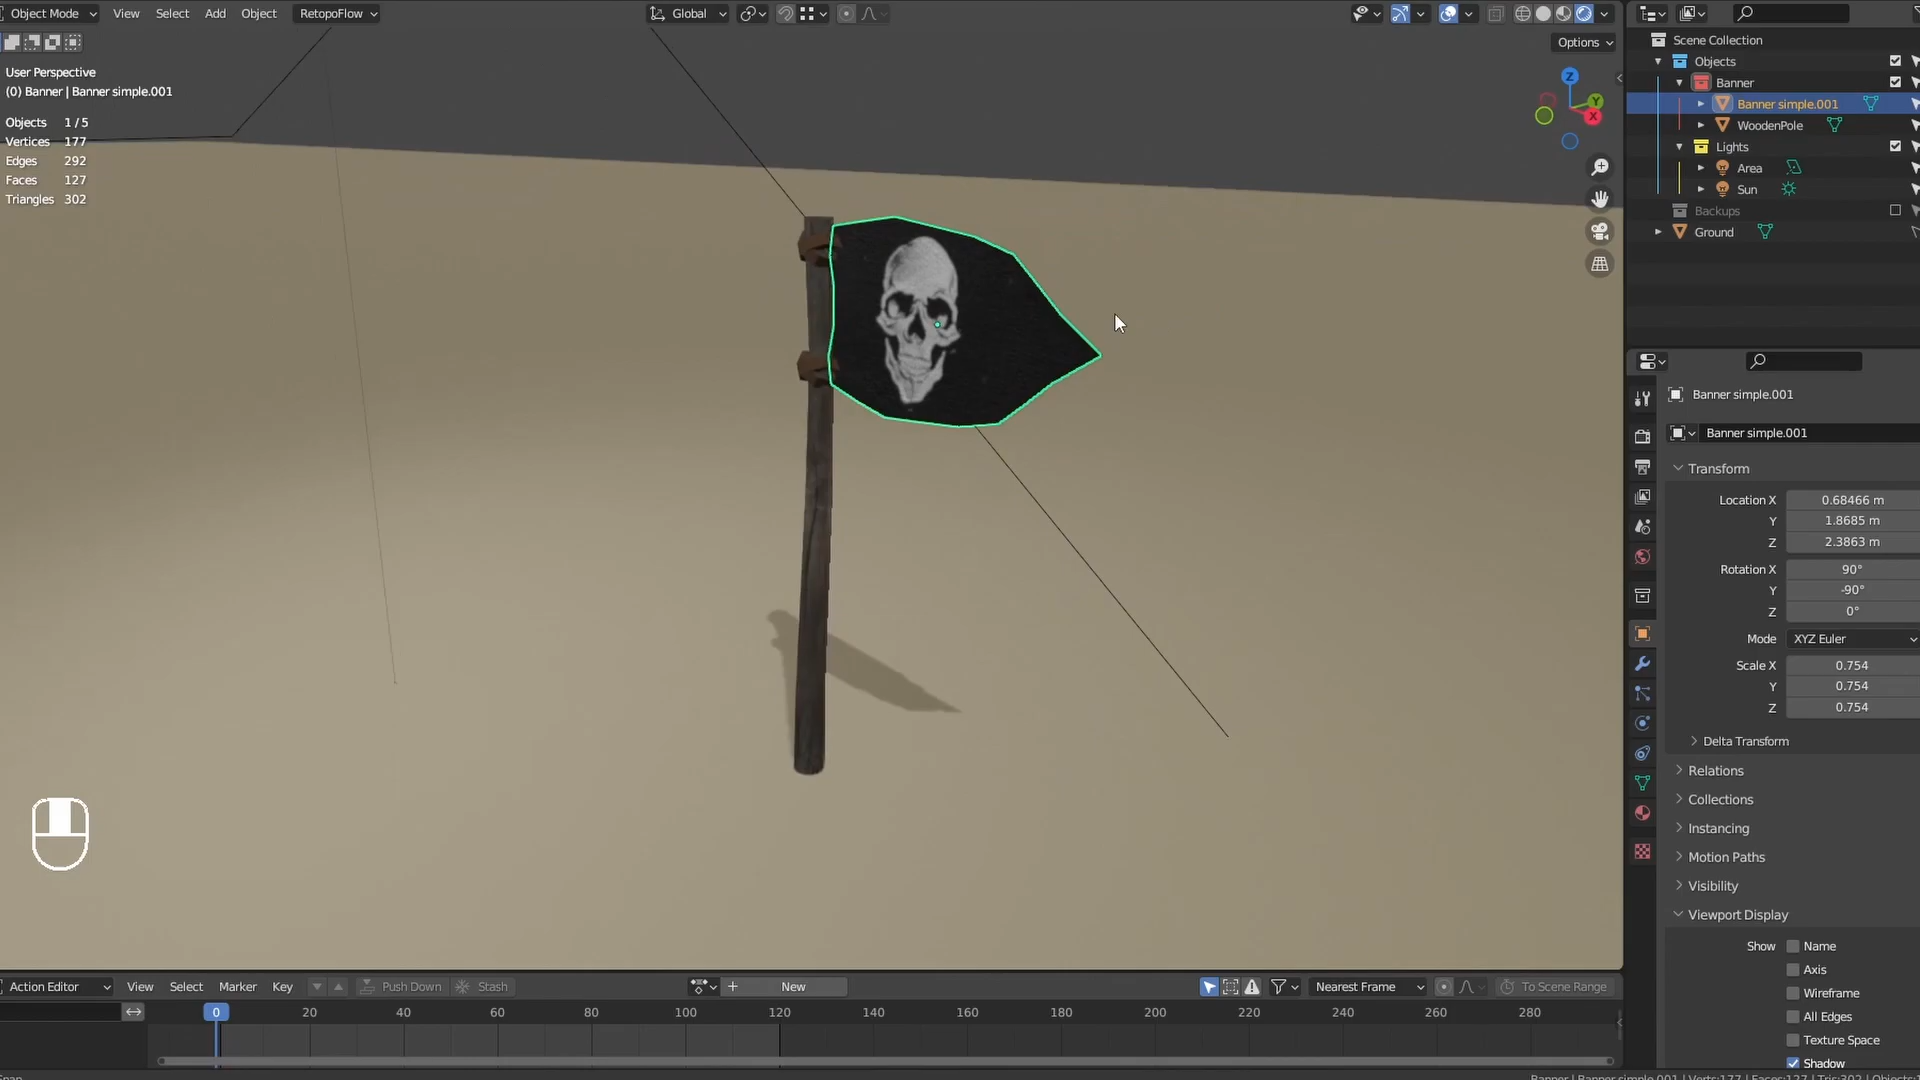 Object Mode View Select Add Object RetopoFlow Global
Options
User Perspective
(0) Banner | Banner simple.001
Objects 1 / 5
Vertices 177
Edges 292
Faces 127
Triangles 302
Z
Y
X
Scene Collection
Objects
Banner
Banner simple.001
WoodenPole
Lights
Area
Sun
Backups
Ground
Banner simple.001
Banner simple.001
Transform
Location X 0.68466 m
Y 1.8685 m
Z 2.3863 m
Rotation X 90°
Y -90°
Z 0°
Mode XYZ Euler
Scale X 0.754
Y 0.754
Z 0.754
Delta Transform
Relations
Collections
Instancing
Motion Paths
Visibility
Viewport Display
Show Name
Axis
Wireframe
All Edges
Texture Space
Shadow
Action Editor View Select Marker Key Push Down Stash New Nearest Frame To Scene Range
0 20 40 60 80 100 120 140 160 180 200 220 240 260 280